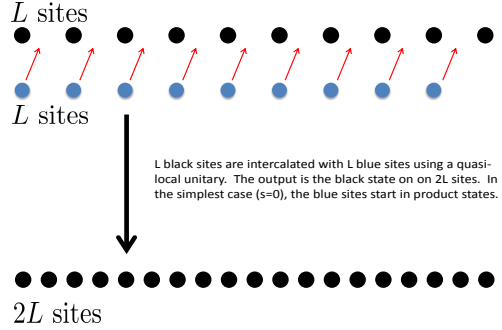 L sites
L sites
L black sites are intercalated with L blue sites using a quasi-
local unitary.  The output is the black state on on 2L sites.  In
the simplest case (s=0), the blue sites start in product states.
2L sites